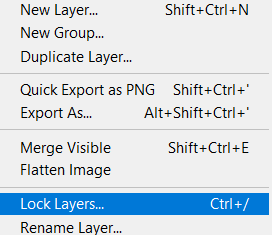 New Layer... Shift+Ctrl+N
New Group...
Duplicate Layer...
Quick Export as PNG Shift+Ctrl+'
Export As... Alt+Shift+Ctrl+'
Merge Visible Shift+Ctrl+E
Flatten Image
Lock Layers... Ctrl+/
Rename Layer...